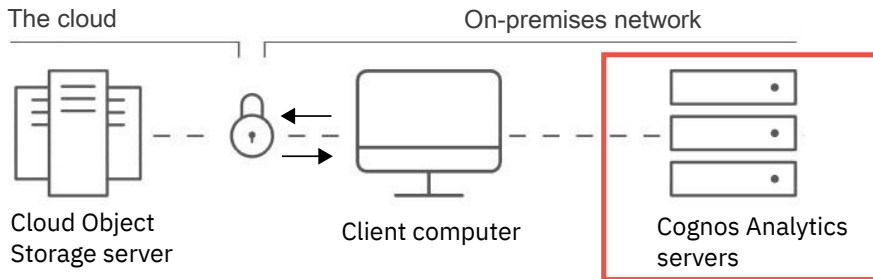 The cloud
On-premises network
Cloud Object
Storage server
Client computer
Cognos Analytics
servers